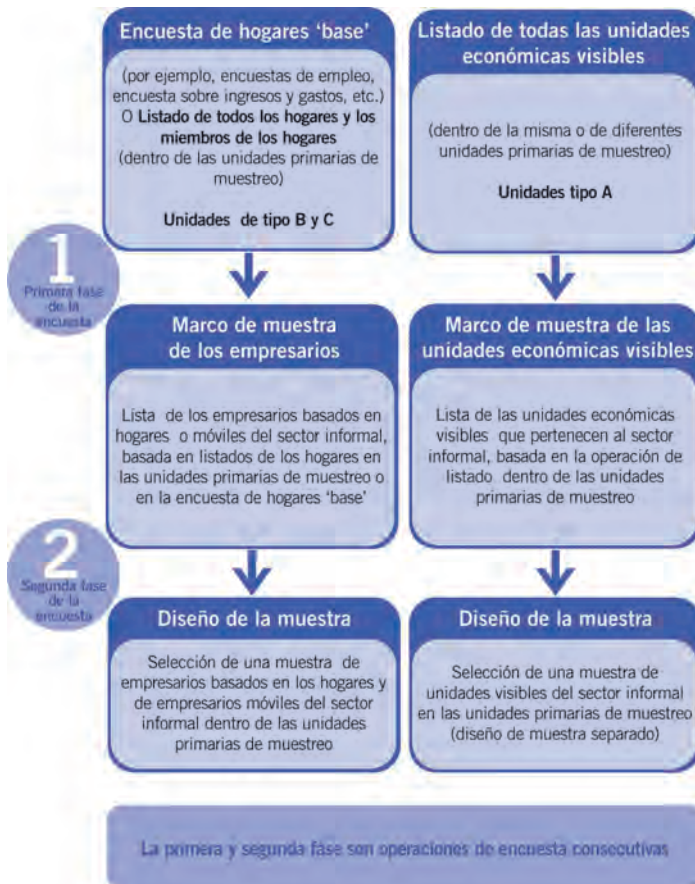 Encuesta de hogares ‘base’
(por ejemplo, encuestas de empleo,
encuesta sobre ingresos y gastos, etc.)
O Listado de todos los hogares y los
miembros de los hogares
(dentro de las unidades primarias de
muestreo)
Unidades de tipo B y C
Listado de todas las unidades
económicas visibles
(dentro de la misma o de diferentes
unidades primarias de muestreo)
Unidades tipo A
1
Primera fase
de la
encuesta
Marco de muestra
de los empresarios
Lista de los empresarios basados en
hogares o móviles del sector informal,
basada en listados de los hogares en
las unidades primarias de muestreo o
en la encuesta de hogares ‘base’
Marco de muestra de las
unidades económicas visibles
Lista de las unidades económicas
visibles que pertenecen al sector
informal, basada en la operación de
listado dentro de las unidades
primarias de muestreo
2
Segunda fase
de la
encuesta
Diseño de la muestra
Selección de una muestra de
empresarios basados en los hogares y
de empresarios móviles del sector
informal dentro de las unidades
primarias de muestreo
Diseño de la muestra
Selección de una muestra de
unidades visibles del sector informal
en las unidades primarias de muestreo
(diseño de muestra separado)
La primera y segunda fase son operaciones de encuesta consecutivas